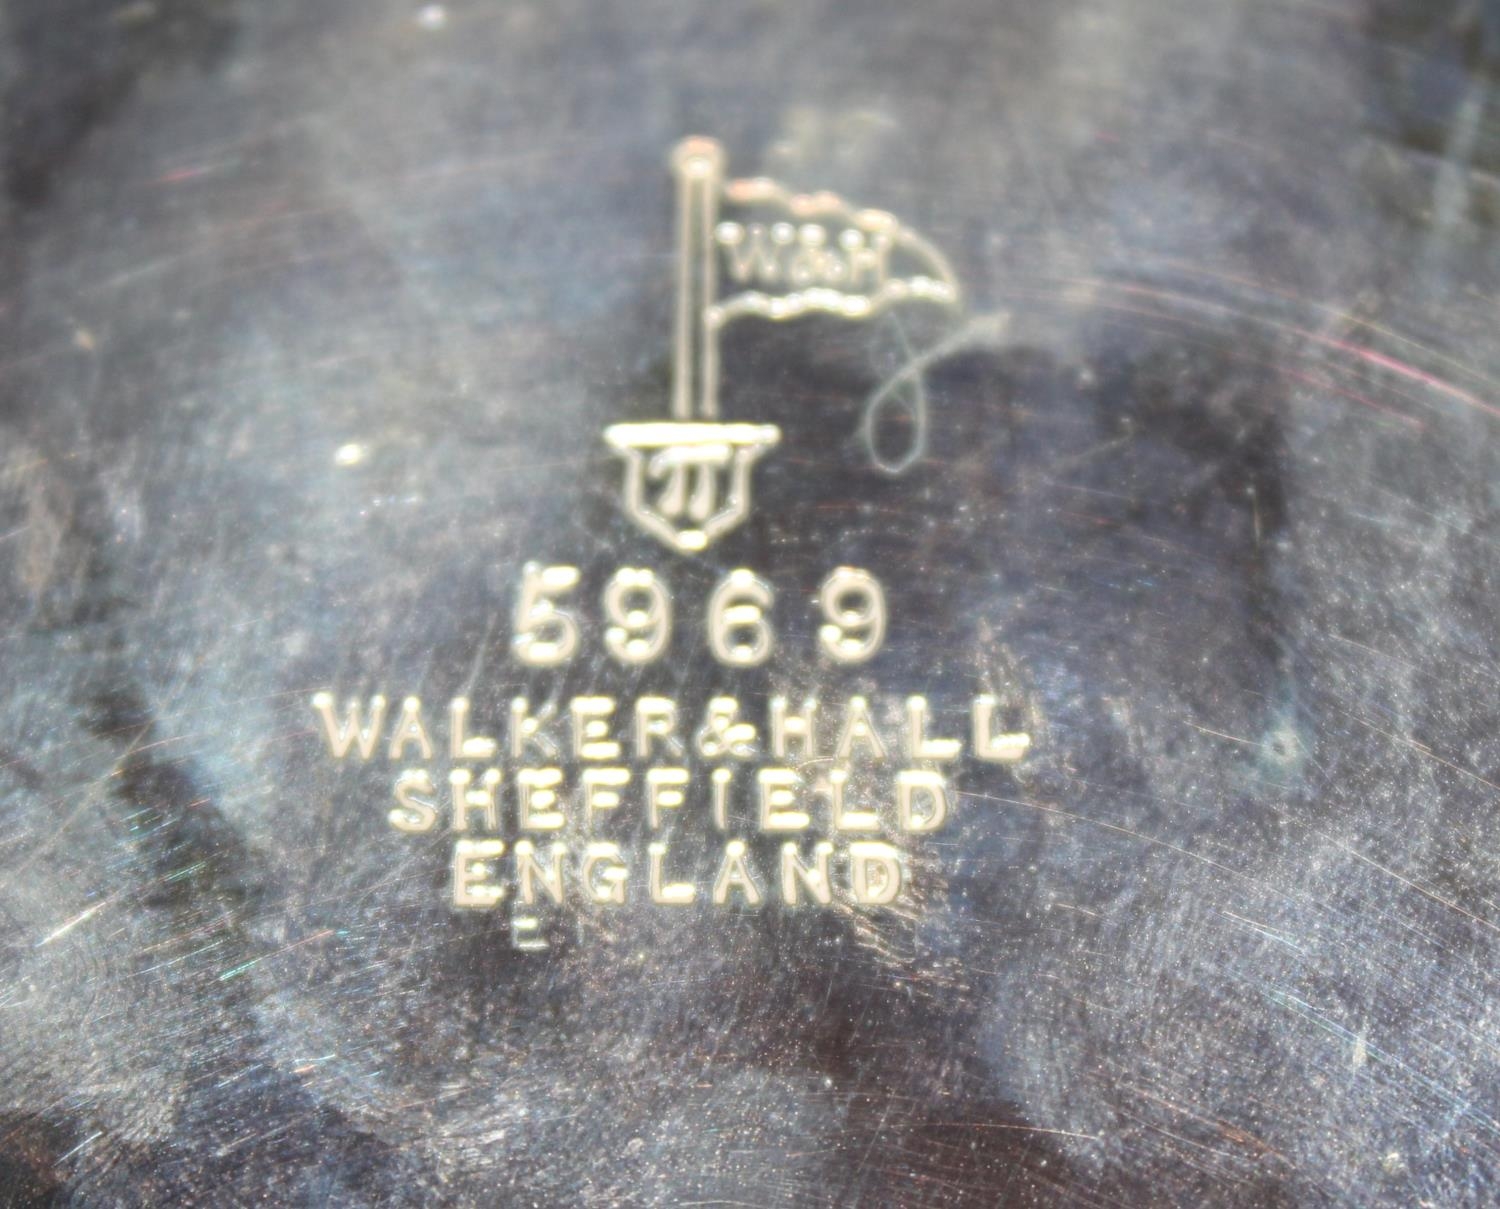 W&H
5969
WALKER&HALL
SHEFFIELD
ENGLAND
E